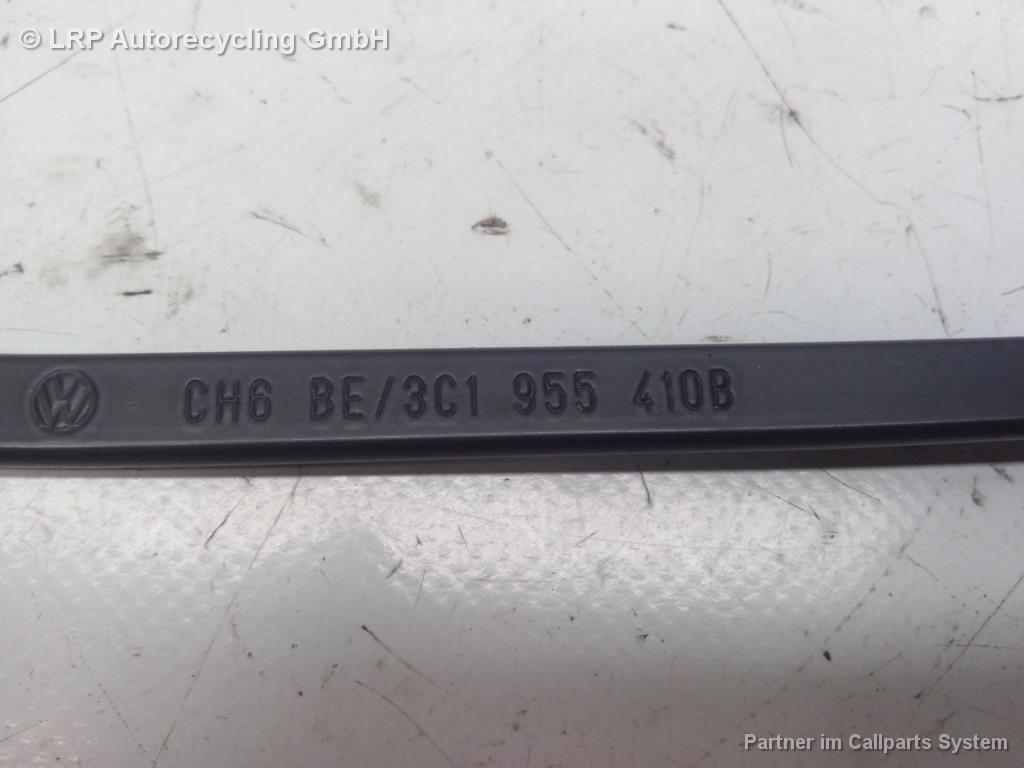 © LRP Autorecycling GmbH
CH6 BE/3C1 955 410B
Partner im Callparts System